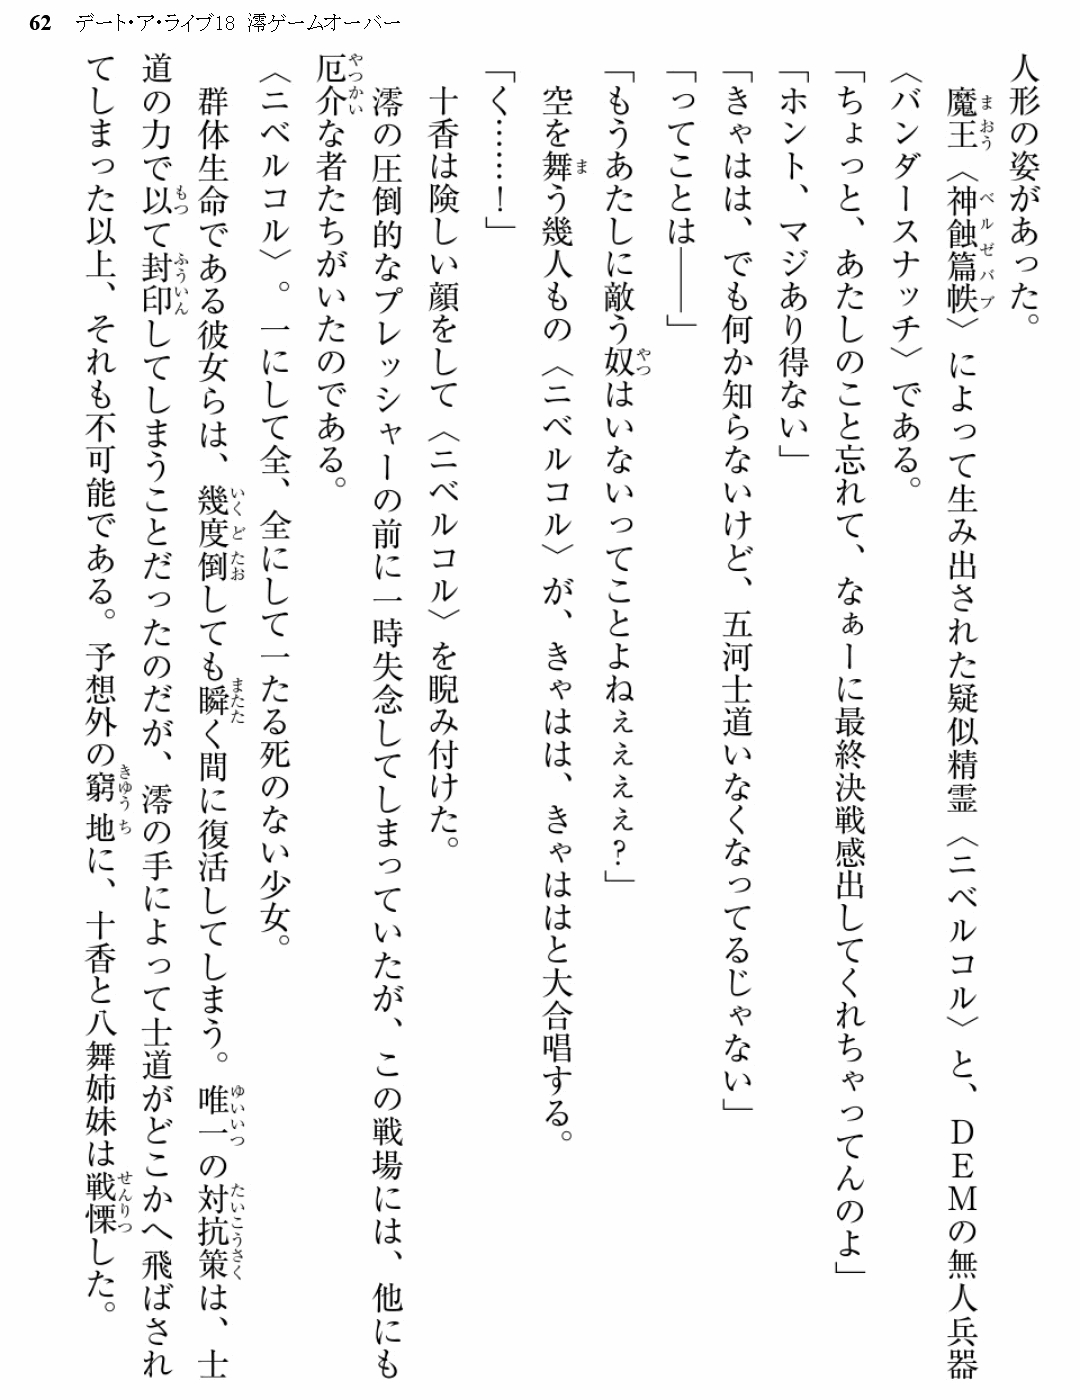 62 デート・ア・ライブ18 澪ゲームオーバー
人形の姿があった。
魔王〈神蝕篇帙〉によって生み出された疑似精霊〈ニベルコル〉と、DEMの無人兵器
〈バンダースナッチ〉である。
「ちょっと、あたしのこと忘れて、なぁーに最終決戦感出してくれちゃってんのよ」
「ホント、マジあり得ない」
「きゃはは、でも何か知らないけど、五河士道いなくなってるじゃない」
「ってことは――」
「もうあたしに敵う奴はいないってことよねぇぇぇぇ?」
空を舞う幾人もの〈ニベルコル〉が、きゃはは、きゃははと大合唱する。
「く……!」
十香は険しい顔をして〈ニベルコル〉を睨み付けた。
澪の圧倒的なプレッシャーの前に一時失念してしまっていたが、この戦場には、他にも
厄介な者たちがいたのである。
〈ニベルコル〉。一にして全、全にして一たる死のない少女。
群体生命である彼女らは、幾度倒しても瞬く間に復活してしまう。唯一の対抗策は、士
道の力で以て封印してしまうことだったのだが、澪の手によって士道がどこかへ飛ばされ
てしまった以上、それも不可能である。予想外の窮地に、十香と八舞姉妹は戦慄した。